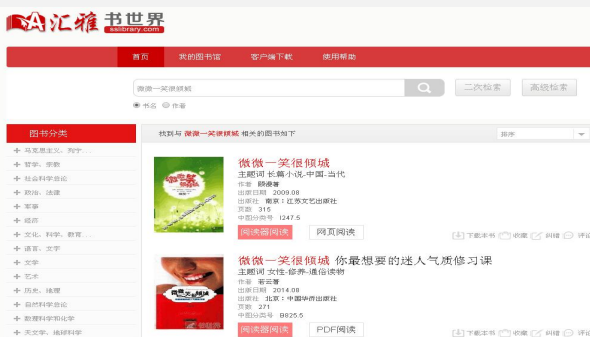 汇雅 书世界
sslibrary.com
首页 我的图书馆 客户端下载 使用帮助
微微一笑很倾城
二次检索 高级检索
书名 作者
图书分类
找到与 微微一笑很倾城 相关的图书如下
排序
马克思主义、列宁...
哲学、宗教
社会科学总论
政治、法律
军事
经济
文化、科学、教育...
语言、文字
文学
艺术
历史、地理
自然科学总论
数理科学和化学
天文学、地球科学
微微一笑很倾城
主题词 长篇小说-中国-当代
作者 顾漫著
出版日期 2009.08
出版社 南京:江苏文艺出版社
页数 315
中图分类号 I247.5
阅读器阅读 网页阅读
下载本书 收藏 纠错 评论
微微一笑很倾城 你最想要的迷人气质修习课
主题词 女性-修养-通俗读物
作者 若云著
出版日期 2014.08
出版社 北京:中国华侨出版社
页数 271
中图分类号 B825.5
阅读器阅读 PDF阅读
下载本书 收藏 纠错 评论